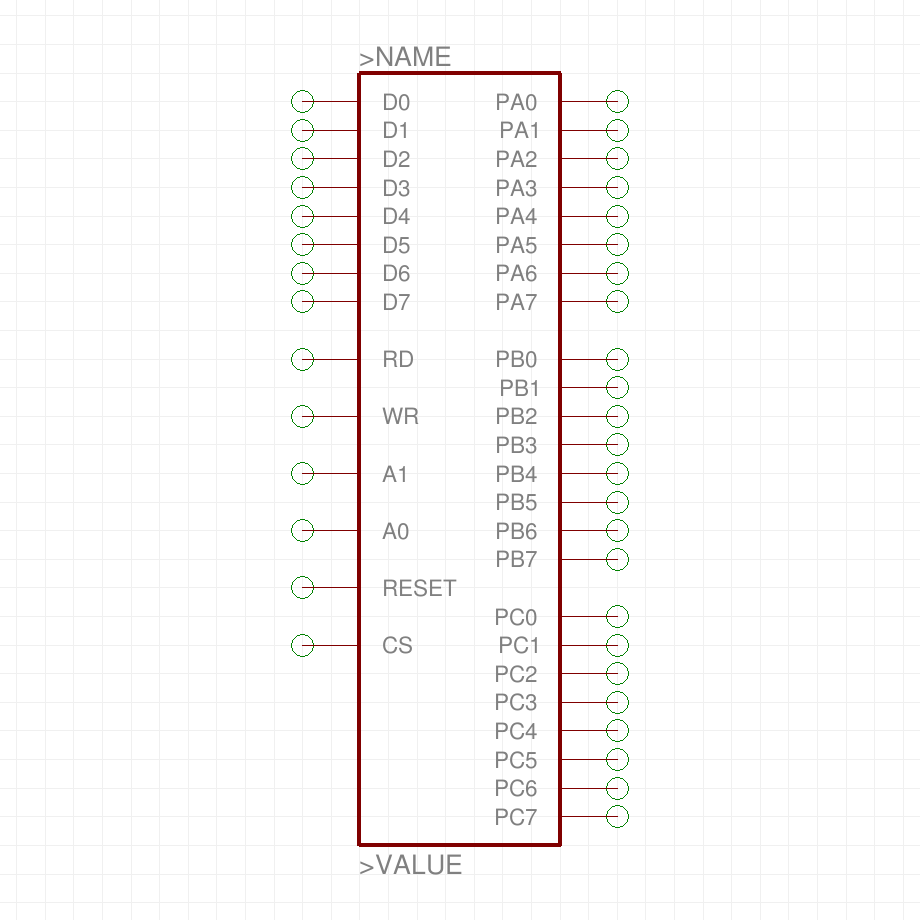 >NAME
D0 PA0
D1 PA1
D2 PA2
D3 PA3
D4 PA4
D5 PA5
D6 PA6
D7 PA7
RD PB0
PB1
WR PB2
PB3
A1 PB4
PB5
A0 PB6
PB7
RESET
PC0
CS PC1
PC2
PC3
PC4
PC5
PC6
PC7
>VALUE